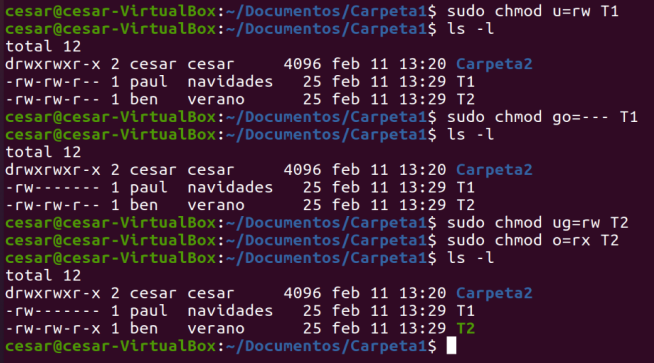 cesar@cesar-VirtualBox:~/Documentos/Carpeta1$ sudo chmod u=rw T1
cesar@cesar-VirtualBox:~/Documentos/Carpeta1$ ls -l
total 12
drwxrwxr-x 2 cesar cesar     4096 feb 11 13:20 Carpeta2
-rw-rw-r-- 1 paul  navidades   25 feb 11 13:29 T1
-rw-rw-r-- 1 ben   verano      25 feb 11 13:29 T2
cesar@cesar-VirtualBox:~/Documentos/Carpeta1$ sudo chmod go=--- T1
cesar@cesar-VirtualBox:~/Documentos/Carpeta1$ ls -l
total 12
drwxrwxr-x 2 cesar cesar     4096 feb 11 13:20 Carpeta2
-rw------- 1 paul  navidades   25 feb 11 13:29 T1
-rw-rw-r-- 1 ben   verano      25 feb 11 13:29 T2
cesar@cesar-VirtualBox:~/Documentos/Carpeta1$ sudo chmod ug=rw T2
cesar@cesar-VirtualBox:~/Documentos/Carpeta1$ sudo chmod o=rx T2
cesar@cesar-VirtualBox:~/Documentos/Carpeta1$ ls -l
total 12
drwxrwxr-x 2 cesar cesar     4096 feb 11 13:20 Carpeta2
-rw------- 1 paul  navidades   25 feb 11 13:29 T1
-rw-rw-r-x 1 ben   verano      25 feb 11 13:29 T2
cesar@cesar-VirtualBox:~/Documentos/Carpeta1$